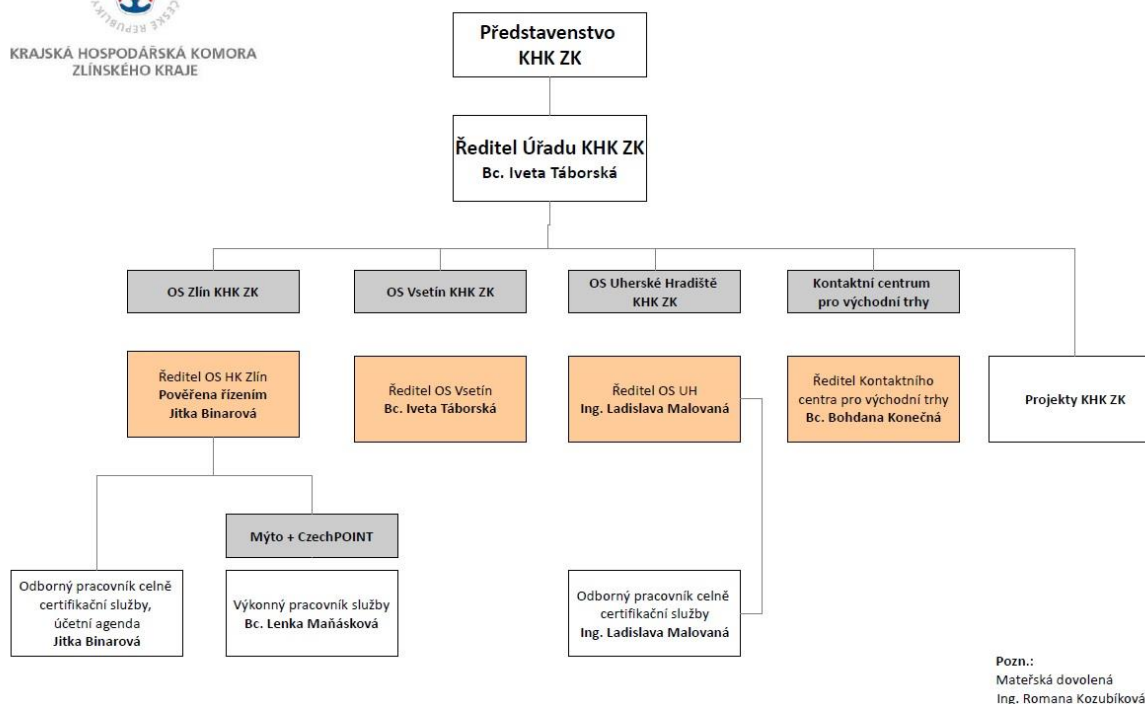 ČESKÉ REPUBLIKY
KRAJSKÁ HOSPODÁŘSKÁ KOMORA
ZLÍNSKÉHO KRAJE
Představenstvo
KHK ZK
Ředitel Úřadu KHK ZK
Bc. Iveta Táborská
OS Zlín KHK ZK
OS Vsetín KHK ZK
OS Uherské Hradiště
KHK ZK
Kontaktní centrum
pro východní trhy
Ředitel OS HK Zlín
Pověřena řízením
Jitka Binarová
Ředitel OS Vsetín
Bc. Iveta Táborská
Ředitel OS UH
Ing. Ladislava Malovaná
Ředitel Kontaktního
centra pro východní trhy
Bc. Bohdana Konečná
Projekty KHK ZK
Mýto + CzechPOINT
Odborný pracovník celně
certifikační služby,
účetní agenda
Jitka Binarová
Výkonný pracovník služby
Bc. Lenka Maňásková
Odborný pracovník celně
certifikační služby
Ing. Ladislava Malovaná
Pozn.:
Mateřská dovolená
Ing. Romana Kozubíková